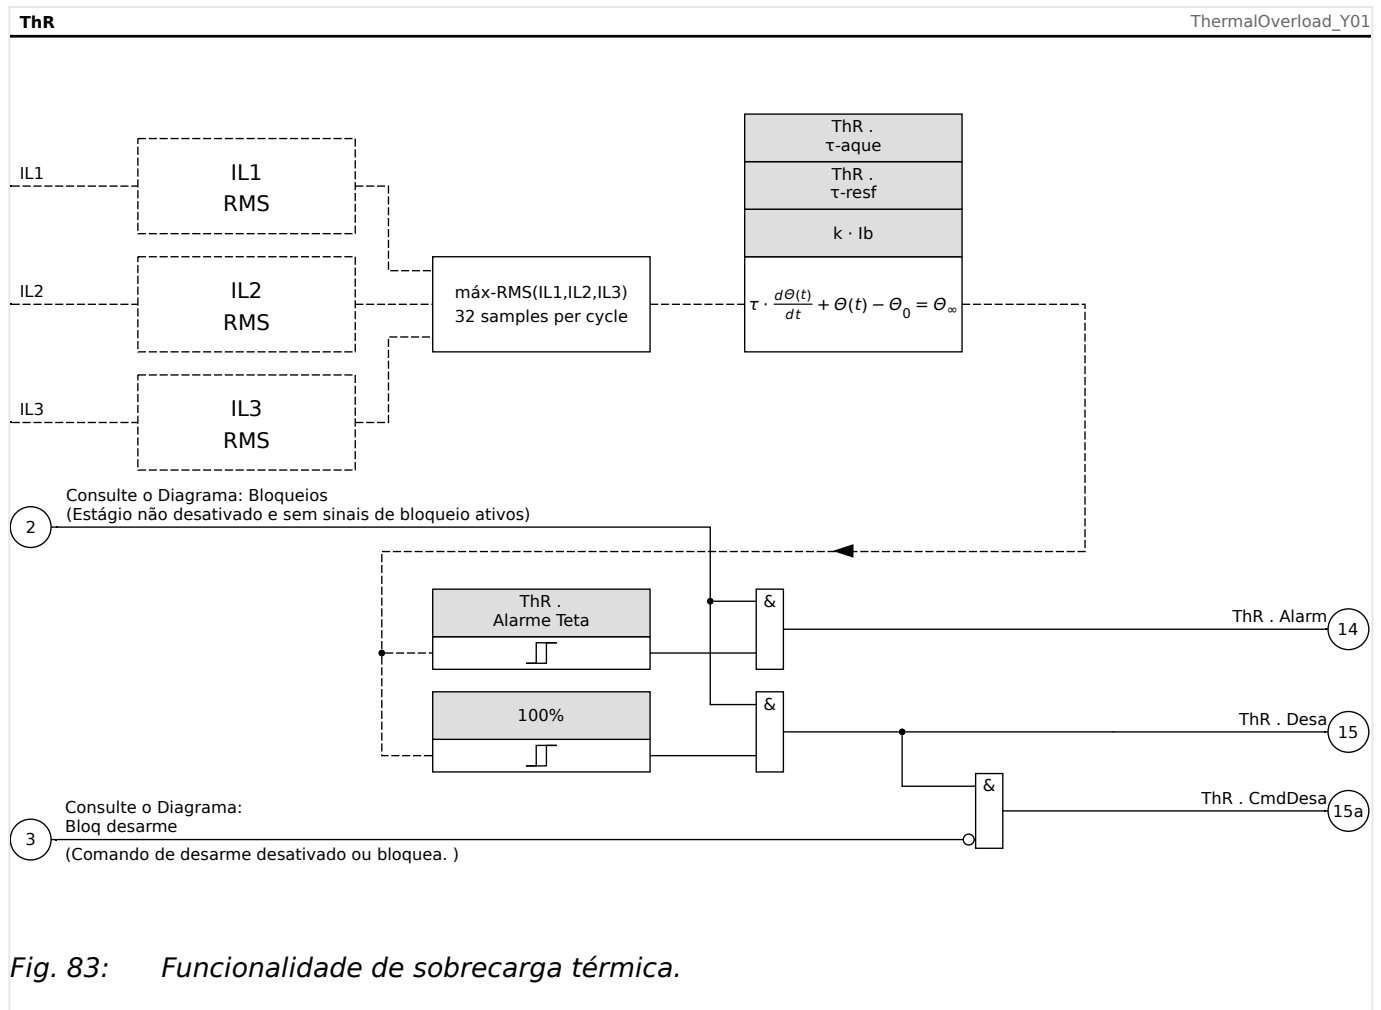 ThR
ThermalOverload_Y01
ThR .
τ-aque
ThR .
τ-resf
k · Ib
IL1
IL1
RMS
IL2
IL2
RMS
máx-RMS(IL1,IL2,IL3)
32 samples per cycle
τ · dΘ(t)/dt + Θ(t) − Θ₀ = Θ∞
IL3
IL3
RMS
Consulte o Diagrama: Bloqueios
(Estágio não desativado e sem sinais de bloqueio ativos)
2
ThR .
Alarme Teta
&
ThR . Alarm
14
100%
&
ThR . Desa
15
&
ThR . CmdDesa
15a
Consulte o Diagrama:
Bloq desarme
3
(Comando de desarme desativado ou bloquea. )
Fig. 83: Funcionalidade de sobrecarga térmica.